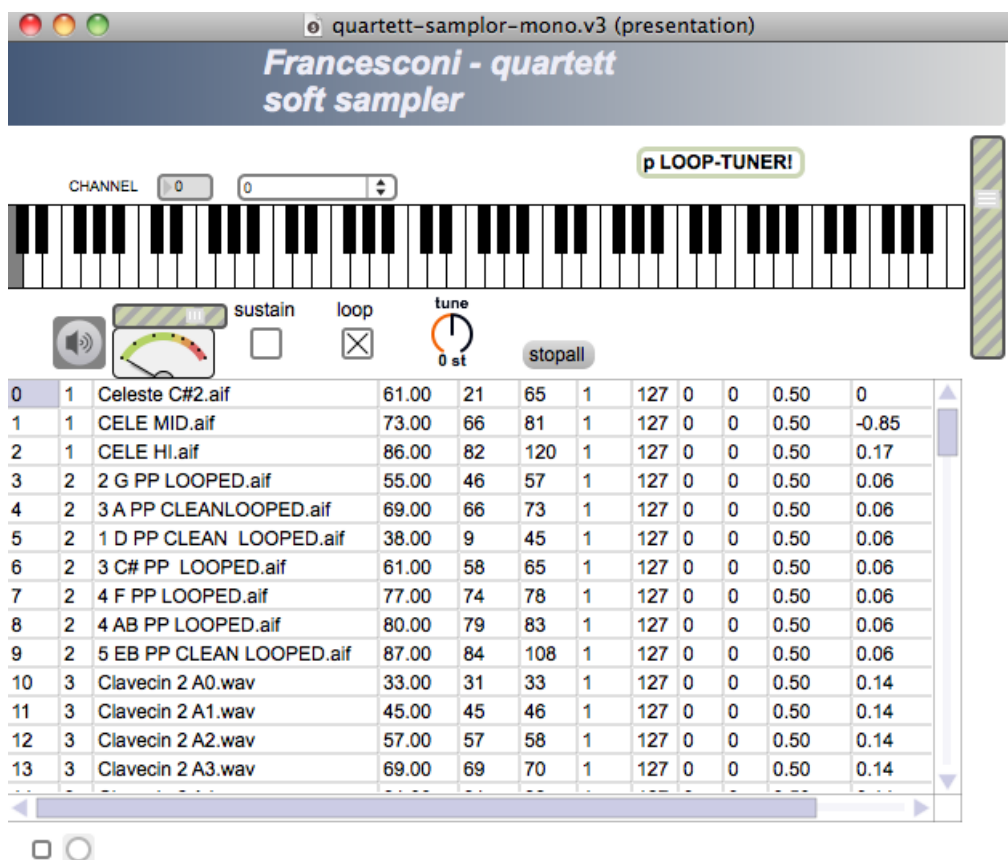 quartett-samplor-mono.v3 (presentation)
Francesconi - quartett
soft sampler
p LOOP-TUNER!
CHANNEL 0 0
sustain loop tune
0 st
stopall
0 1 Celeste C#2.aif 61.00 21 65 1 127 0 0 0.50 0
1 1 CELE MID.aif 73.00 66 81 1 127 0 0 0.50 -0.85
2 1 CELE HI.aif 86.00 82 120 1 127 0 0 0.50 0.17
3 2 2 G PP LOOPED.aif 55.00 46 57 1 127 0 0 0.50 0.06
4 2 3 A PP CLEANLOOPED.aif 69.00 66 73 1 127 0 0 0.50 0.06
5 2 1 D PP CLEAN  LOOPED.aif 38.00 9 45 1 127 0 0 0.50 0.06
6 2 3 C# PP  LOOPED.aif 61.00 58 65 1 127 0 0 0.50 0.06
7 2 4 F PP LOOPED.aif 77.00 74 78 1 127 0 0 0.50 0.06
8 2 4 AB PP LOOPED.aif 80.00 79 83 1 127 0 0 0.50 0.06
9 2 5 EB PP CLEAN LOOPED.aif 87.00 84 108 1 127 0 0 0.50 0.06
10 3 Clavecin 2 A0.wav 33.00 31 33 1 127 0 0 0.50 0.14
11 3 Clavecin 2 A1.wav 45.00 45 46 1 127 0 0 0.50 0.14
12 3 Clavecin 2 A2.wav 57.00 57 58 1 127 0 0 0.50 0.14
13 3 Clavecin 2 A3.wav 69.00 69 70 1 127 0 0 0.50 0.14